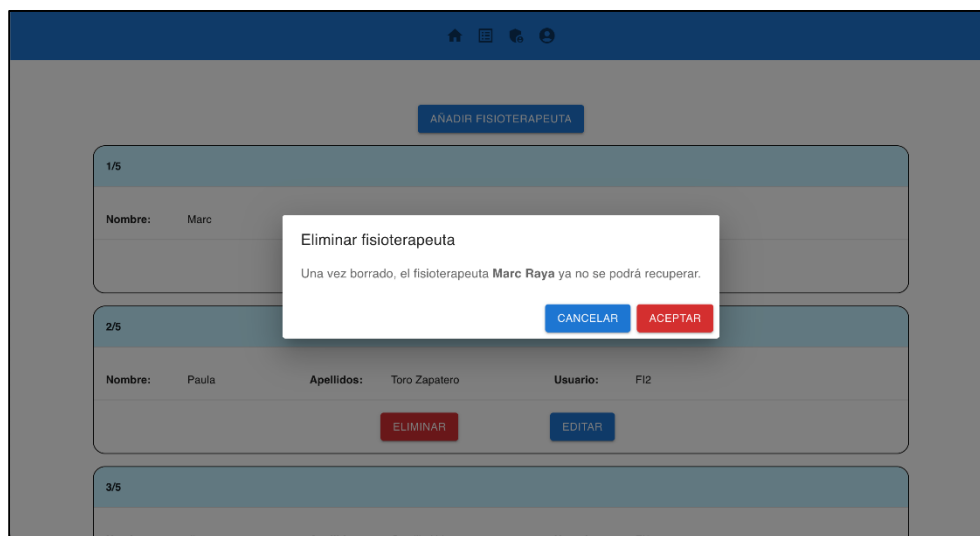 AÑADIR FISIOTERAPEUTA
1/5
Nombre: Marc
Eliminar fisioterapeuta
Una vez borrado, el fisioterapeuta Marc Raya ya no se podrá recuperar.
CANCELAR ACEPTAR
2/5
Nombre: Paula Apellidos: Toro Zapatero Usuario: FI2
ELIMINAR EDITAR
3/5